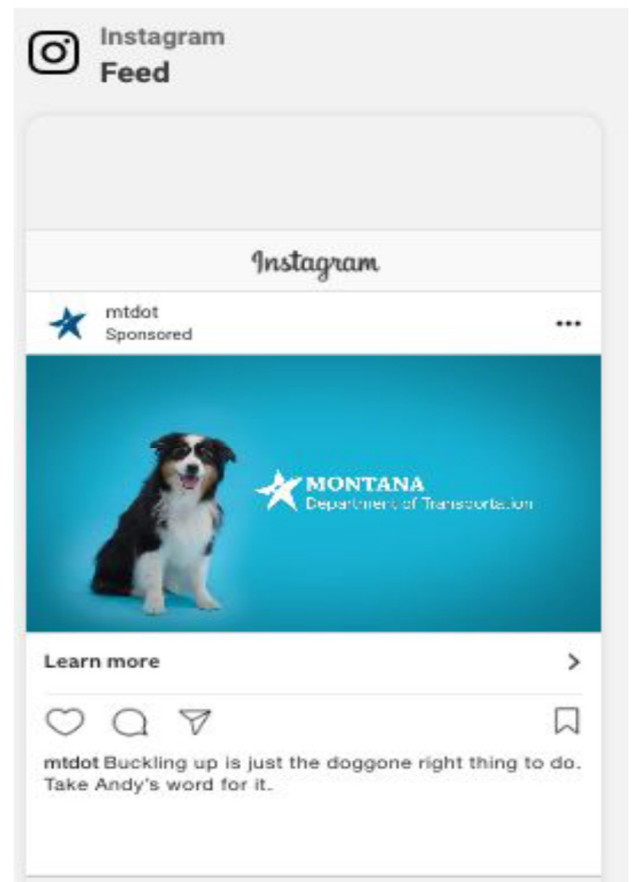 Instagram
Feed
Instagram
mtdot
Sponsored
MONTANA
Department of Transportation
Learn more
mtdot Buckling up is just the doggone right thing to do.
Take Andy's word for it.